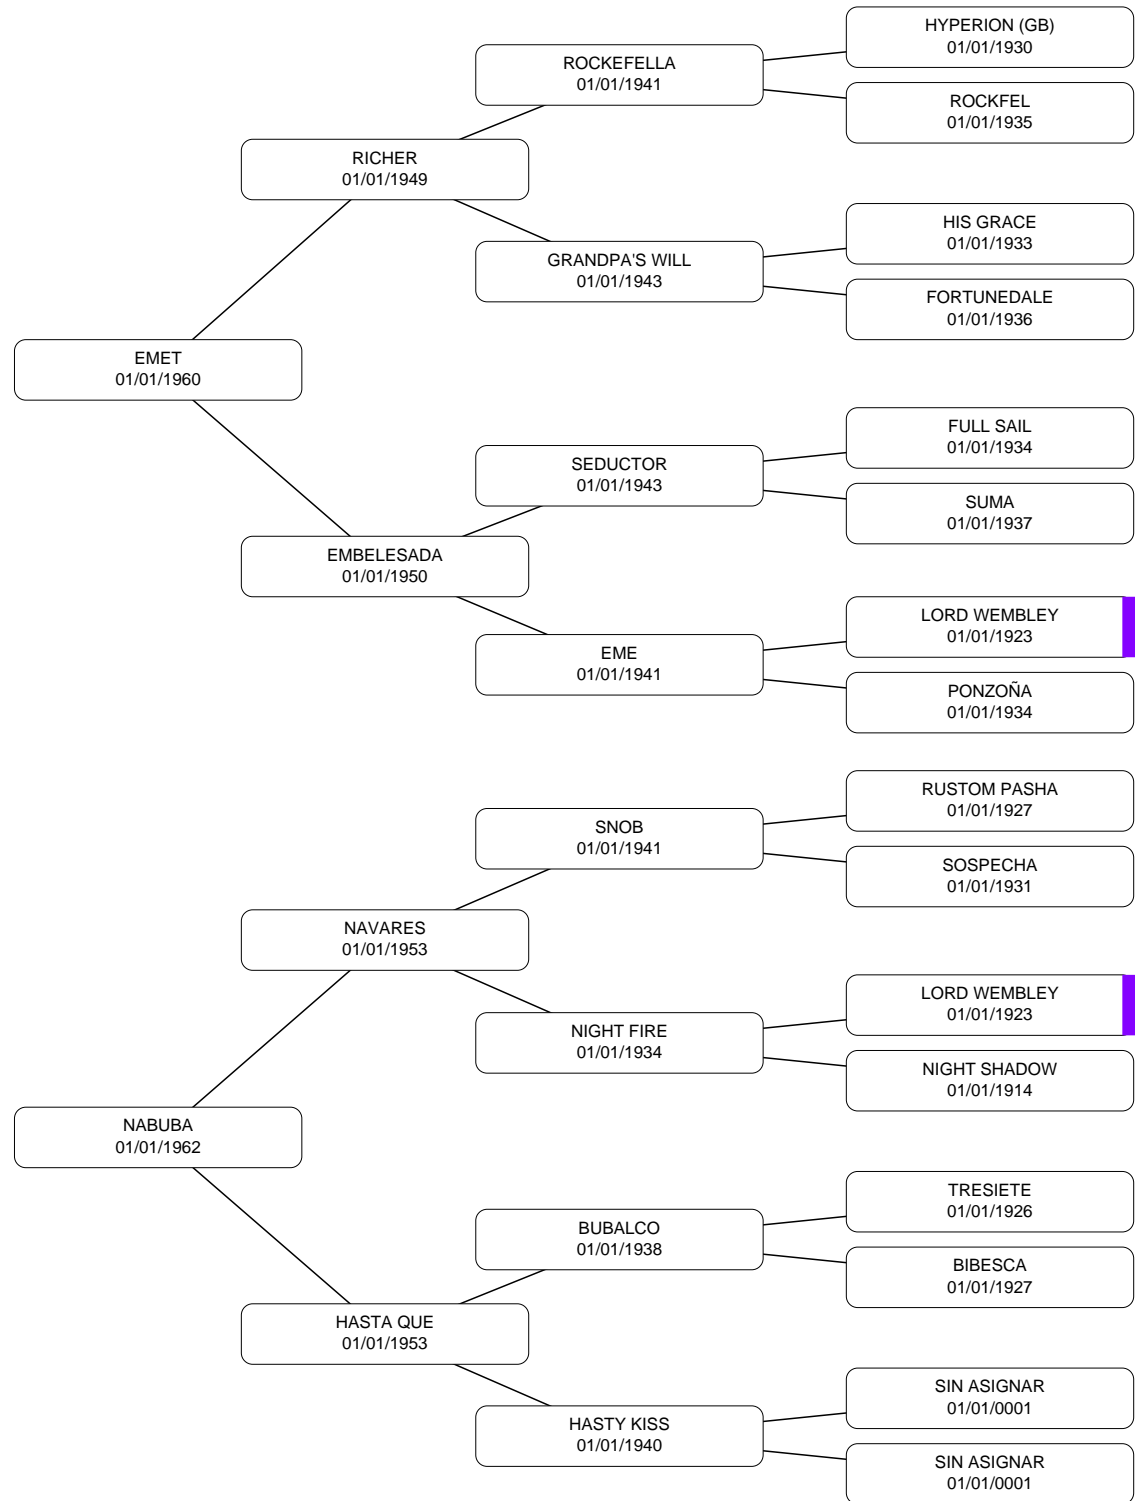 HYPERION (GB)
01/01/1930
ROCKEFELLA
01/01/1941
ROCKFEL
01/01/1935
RICHER
01/01/1949
HIS GRACE
01/01/1933
GRANDPA'S WILL
01/01/1943
FORTUNEDALE
01/01/1936
EMET
01/01/1960
FULL SAIL
01/01/1934
SEDUCTOR
01/01/1943
SUMA
01/01/1937
EMBELESADA
01/01/1950
LORD WEMBLEY
01/01/1923
EME
01/01/1941
PONZOÑA
01/01/1934
RUSTOM PASHA
01/01/1927
SNOB
01/01/1941
SOSPECHA
01/01/1931
NAVARES
01/01/1953
LORD WEMBLEY
01/01/1923
NIGHT FIRE
01/01/1934
NIGHT SHADOW
01/01/1914
NABUBA
01/01/1962
TRESIETE
01/01/1926
BUBALCO
01/01/1938
BIBESCA
01/01/1927
HASTA QUE
01/01/1953
SIN ASIGNAR
01/01/0001
HASTY KISS
01/01/1940
SIN ASIGNAR
01/01/0001